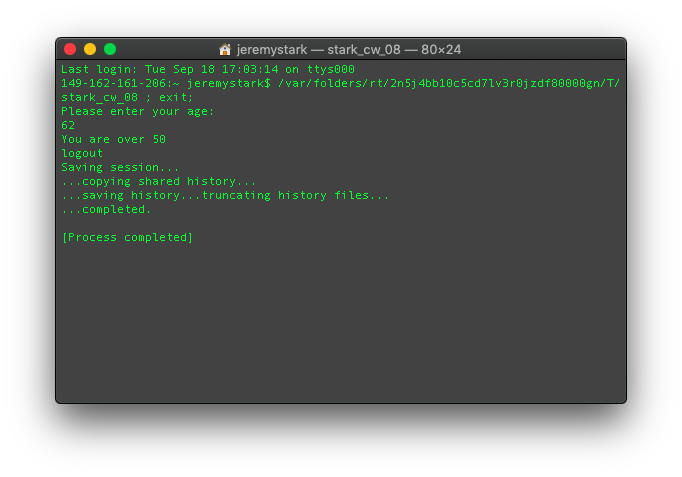 jeremystark — stark_cw_08 — 80×24
Last login: Tue Sep 18 17:03:14 on ttys000
149-162-161-206:~ jeremystark$ /var/folders/rt/2n5j4bb10c5cd7lv3r0jzdf80000gn/T/
stark_cw_08 ; exit;
Please enter your age:
62
You are over 50
logout
Saving session...
...copying shared history...
...saving history...truncating history files...
...completed.
[Process completed]